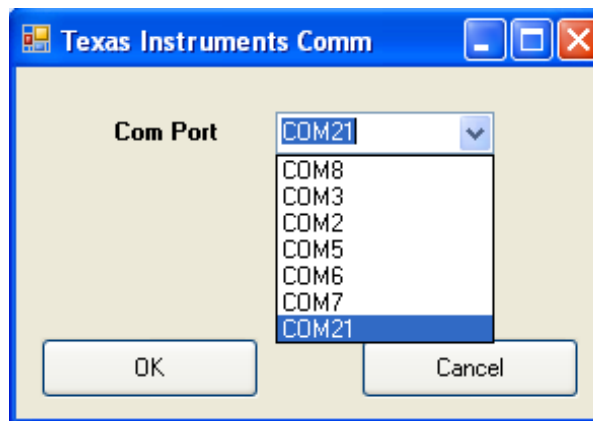 Texas Instruments Comm
Com Port COM21
COM8
COM3
COM2
COM5
COM6
COM7
COM21
OK Cancel